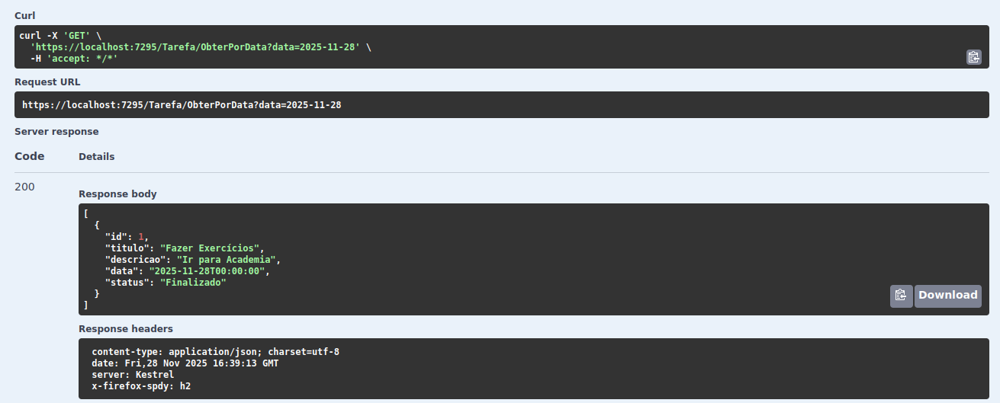 Curl
curl -X 'GET' \
  'https://localhost:7295/Tarefa/ObterPorData?data=2025-11-28' \
  -H 'accept: */*'
Request URL
https://localhost:7295/Tarefa/ObterPorData?data=2025-11-28
Server response
Code Details
200
Response body
[
  {
    "id": 1,
    "titulo": "Fazer Exercícios",
    "descricao": "Ir para Academia",
    "data": "2025-11-28T00:00:00",
    "status": "Finalizado"
  }
]
Download
Response headers
content-type: application/json; charset=utf-8
date: Fri,28 Nov 2025 16:39:13 GMT
server: Kestrel
x-firefox-spdy: h2